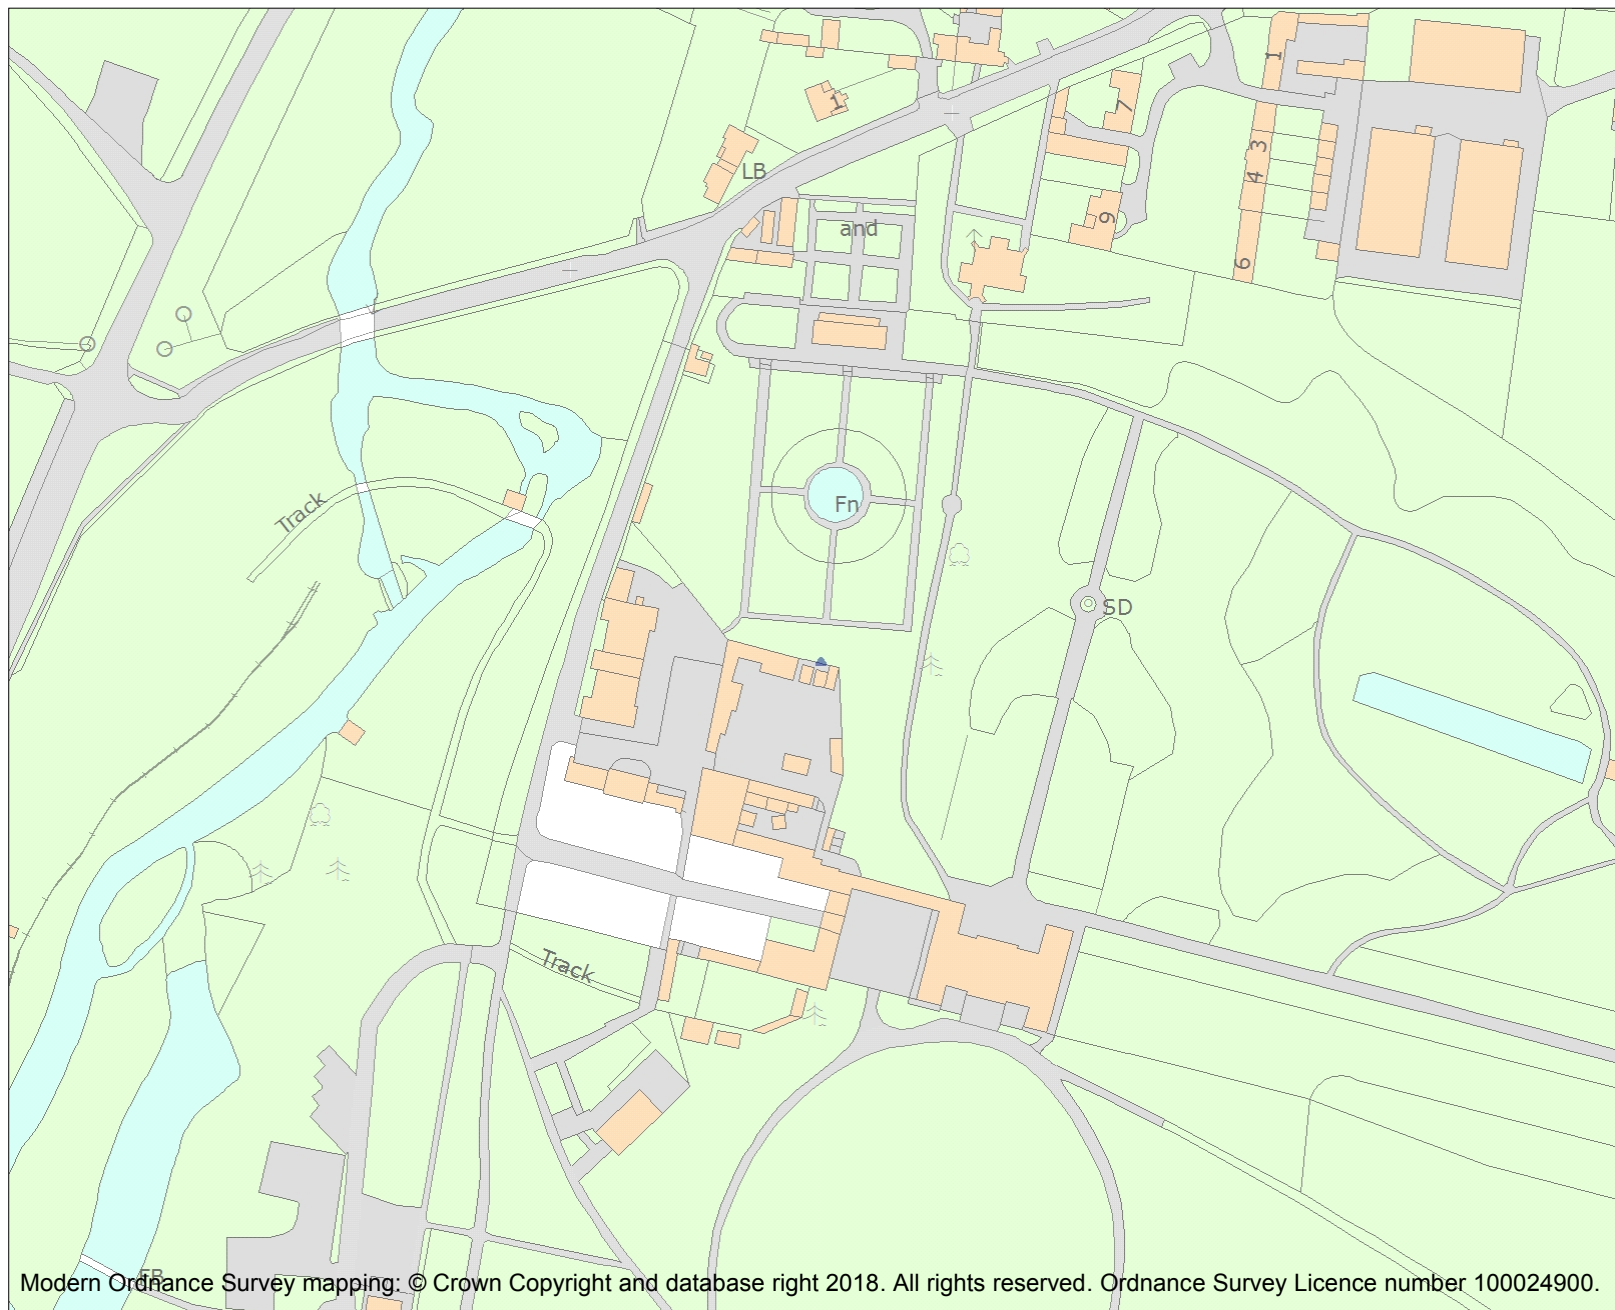 1
1
7
LB
3
4
9
and
6
Track
Fn
SD
Track
FB
Modern Ordnance Survey mapping: © Crown Copyright and database right 2018. All rights reserved. Ordnance Survey Licence number 100024900.